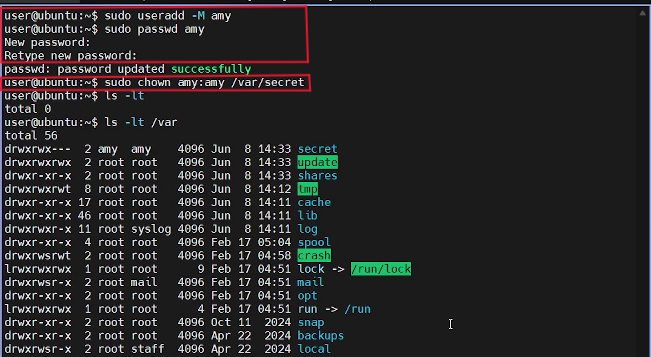 user@ubuntu:~$ sudo useradd -M amy
user@ubuntu:~$ sudo passwd amy
New password:
Retype new password:
passwd: password updated successfully
user@ubuntu:~$ sudo chown amy:amy /var/secret
user@ubuntu:~$ ls -lt
total 0
user@ubuntu:~$ ls -lt /var
total 56
drwxrwx--- 2 amy amy 4096 Jun 8 14:33 secret
drwxrwxrwx 2 root root 4096 Jun 8 14:33 update
drwxr-xr-x 2 root root 4096 Jun 8 14:33 shares
drwxrwxrwt 8 root root 4096 Jun 8 14:12 tmp
drwxr-xr-x 17 root root 4096 Jun 8 14:11 cache
drwxr-xr-x 46 root root 4096 Jun 8 14:11 lib
drwxrwxr-x 11 root syslog 4096 Jun 8 14:11 log
drwxr-xr-x 4 root root 4096 Feb 17 05:04 spool
drwxrwsrwt 2 root root 4096 Feb 17 04:58 crash
lrwxrwxrwx 1 root root 9 Feb 17 04:51 lock -> /run/lock
drwxrwsr-x 2 root mail 4096 Feb 17 04:51 mail
drwxr-xr-x 2 root root 4096 Feb 17 04:51 opt
lrwxrwxrwx 1 root root 4 Feb 17 04:51 run -> /run
drwxr-xr-x 2 root root 4096 Oct 11 2024 snap
drwxr-xr-x 2 root root 4096 Apr 22 2024 backups
drwxrwsr-x 2 root staff 4096 Apr 22 2024 local